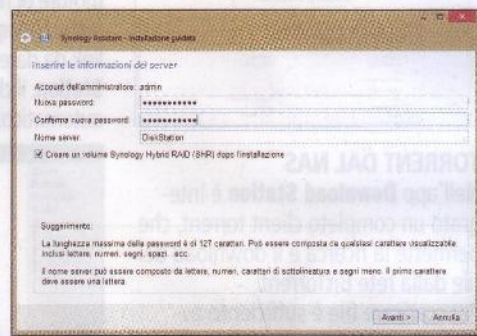 Synology Assistant - Installazione guidata
Inserire le informazioni del server
Account dell'amministratore: admin
Nuova password: •••••••••••
Conferma nuova password: •••••••••••
Nome server: DiskStation
Creare un volume Synology Hybrid RAID (SHR) dopo l'installazione
Suggerimento:
La lunghezza massima della password è di 127 caratteri. Può essere composta da qualsiasi carattere visualizzabile
inclusi lettere, numeri, segni, spazi, ecc.
Il nome server può essere composto da lettere, numeri, caratteri di sottolineatura e segni meno. Il primo carattere
deve essere una lettera.
Avanti > Annulla
TORRENT DAL NAS
dell'app Download Station è inte-
un completo client torrent, che